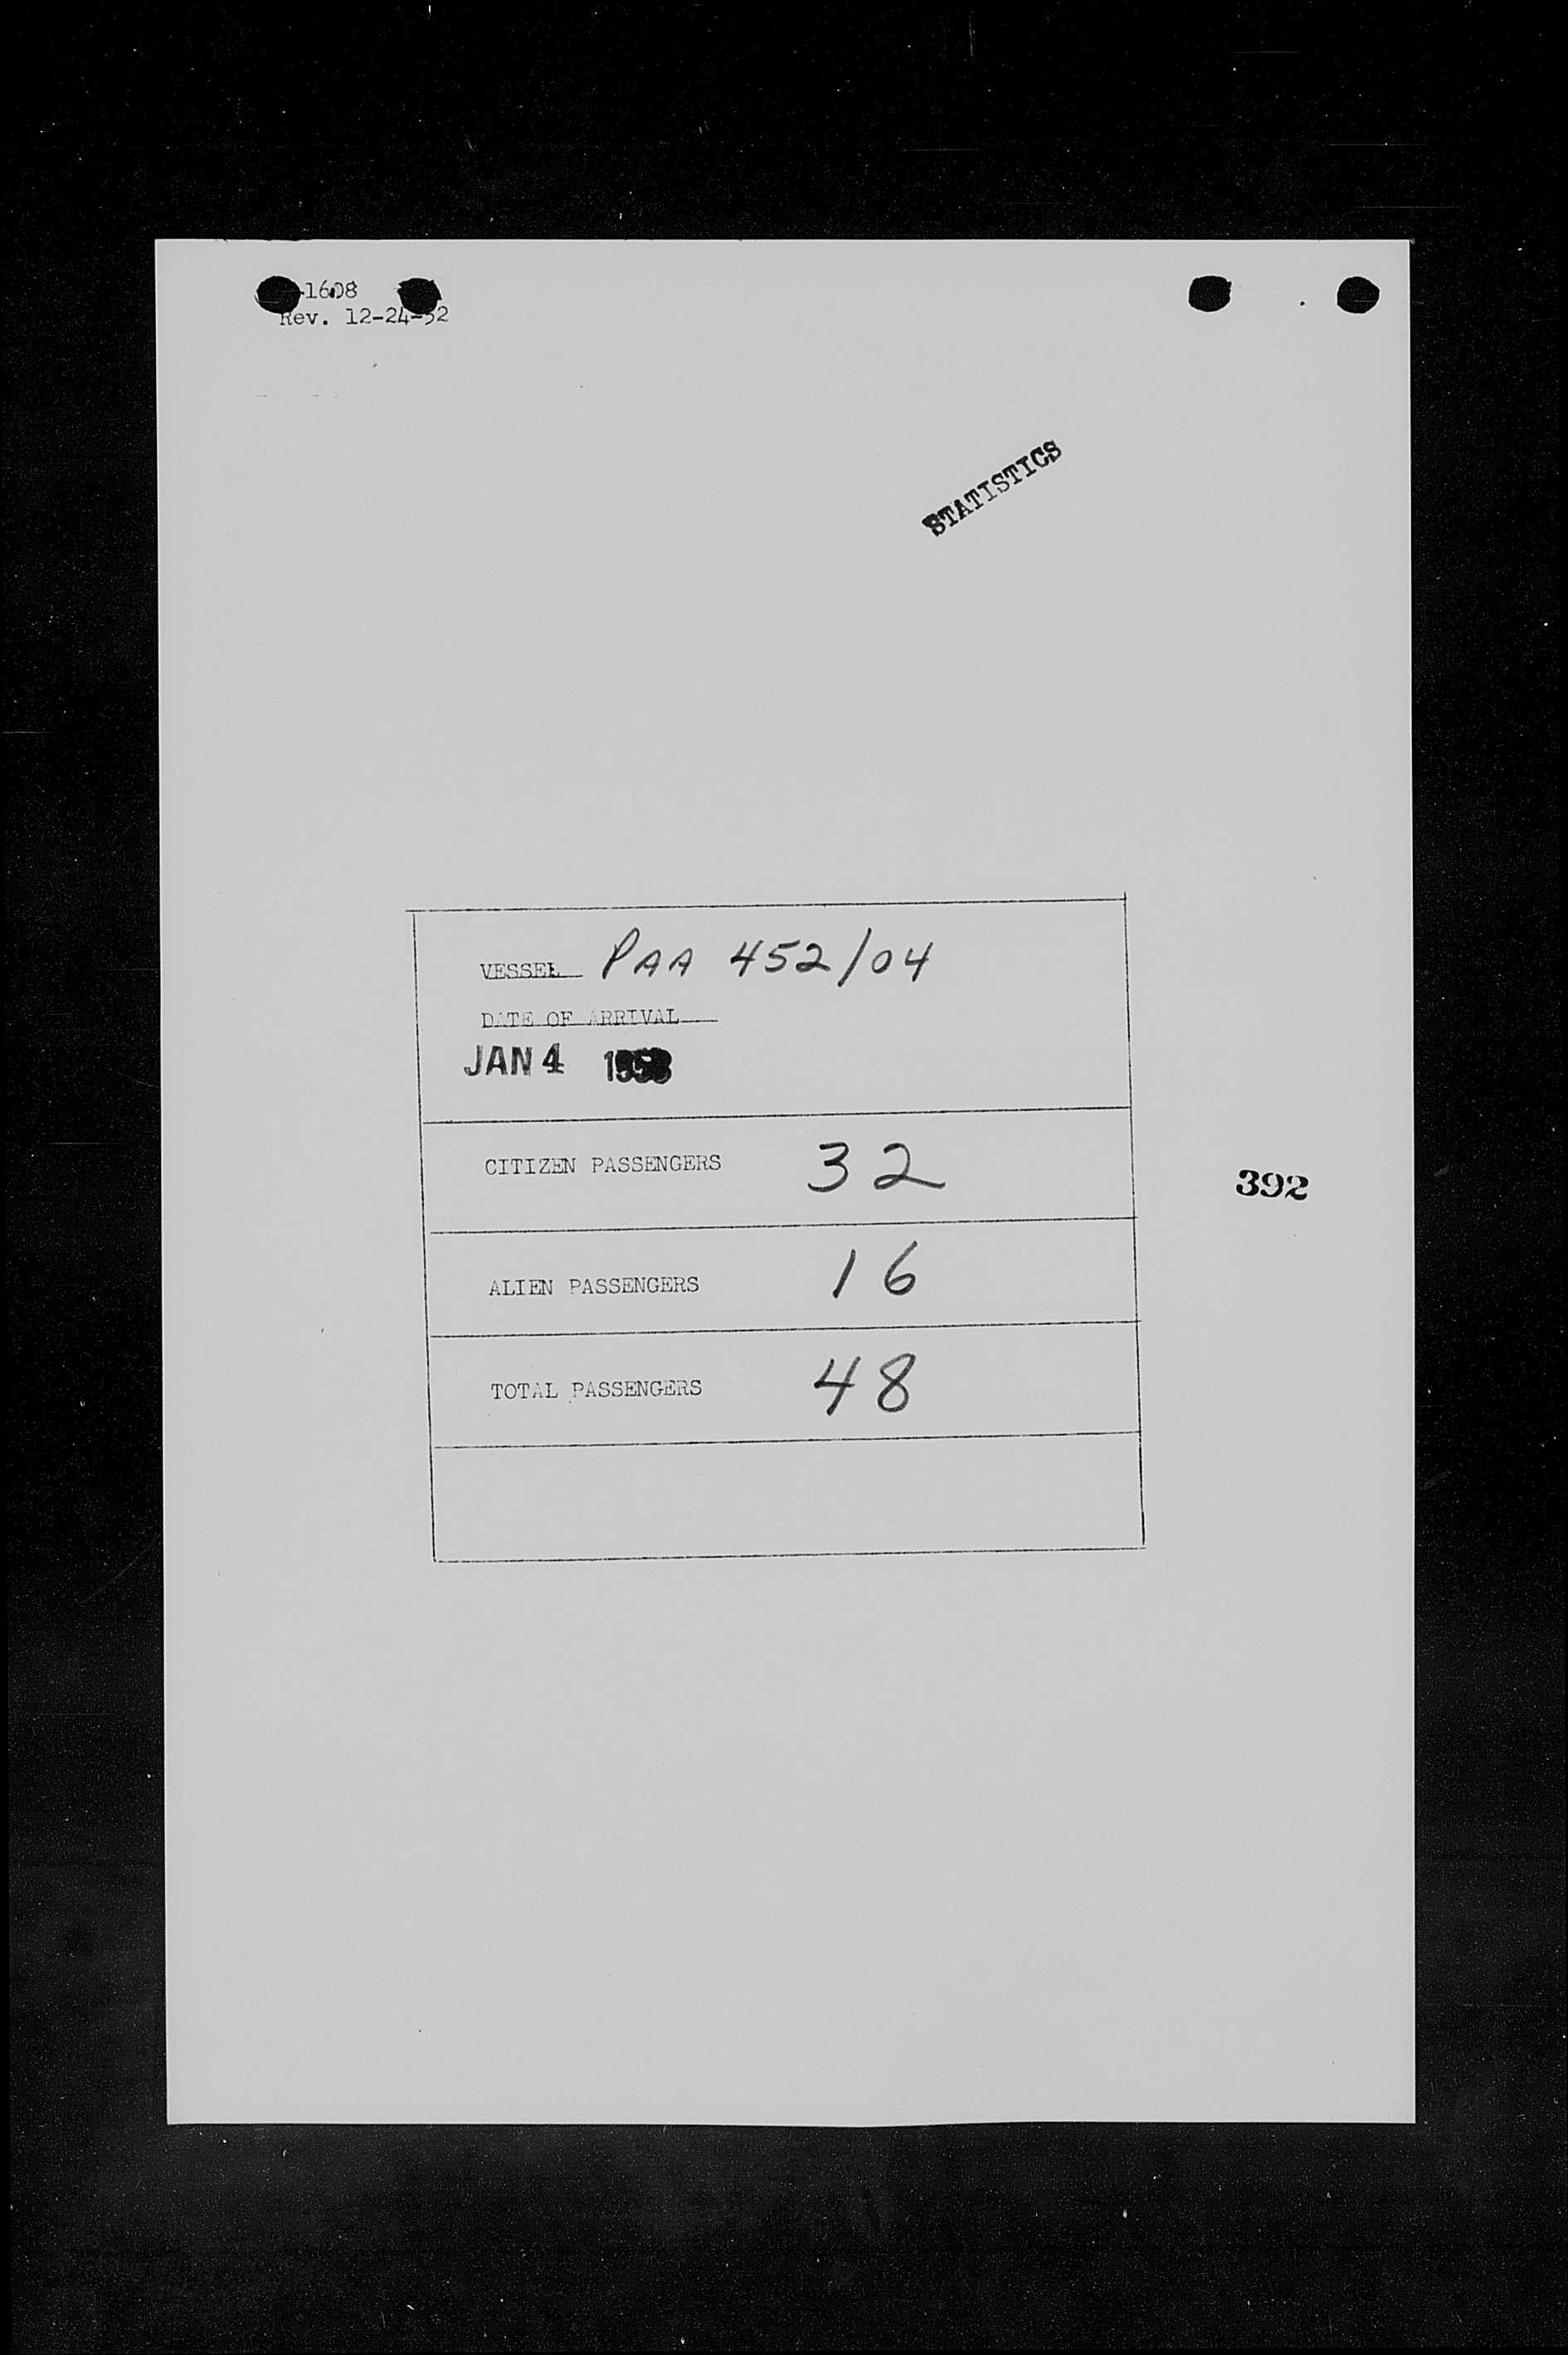 -1608
Rev. 12-24-52
STATISTICS
VESSEL PAA 452/04
DATE OF ARRIVAL
JAN 4 1958
CITIZEN PASSENGERS 32
392
ALIEN PASSENGERS 16
TOTAL PASSENGERS 48